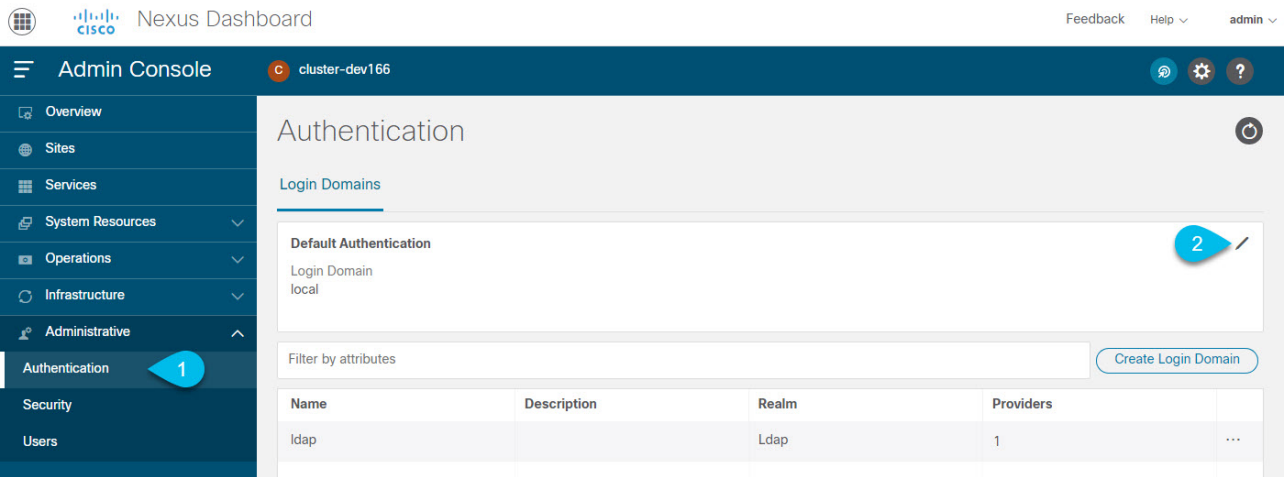 CISCO Nexus Dashboard Feedback Help admin
Admin Console C cluster-dev166 ?
Overview
Sites
Services
System Resources
Operations
Infrastructure
Administrative
Authentication 1
Security
Users
Authentication
Login Domains
Default Authentication 2
Login Domain
local
Filter by attributes Create Login Domain
Name Description Realm Providers
ldap Ldap 1 ...